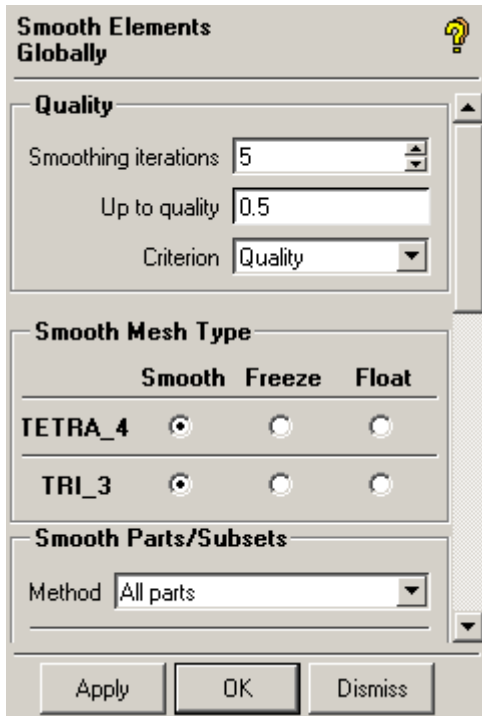 Smooth Elements
Globally
Quality
Smoothing iterations 5
Up to quality 0.5
Criterion Quality
Smooth Mesh Type
Smooth Freeze Float
TETRA_4
TRI_3
Smooth Parts/Subsets
Method All parts
Apply OK Dismiss